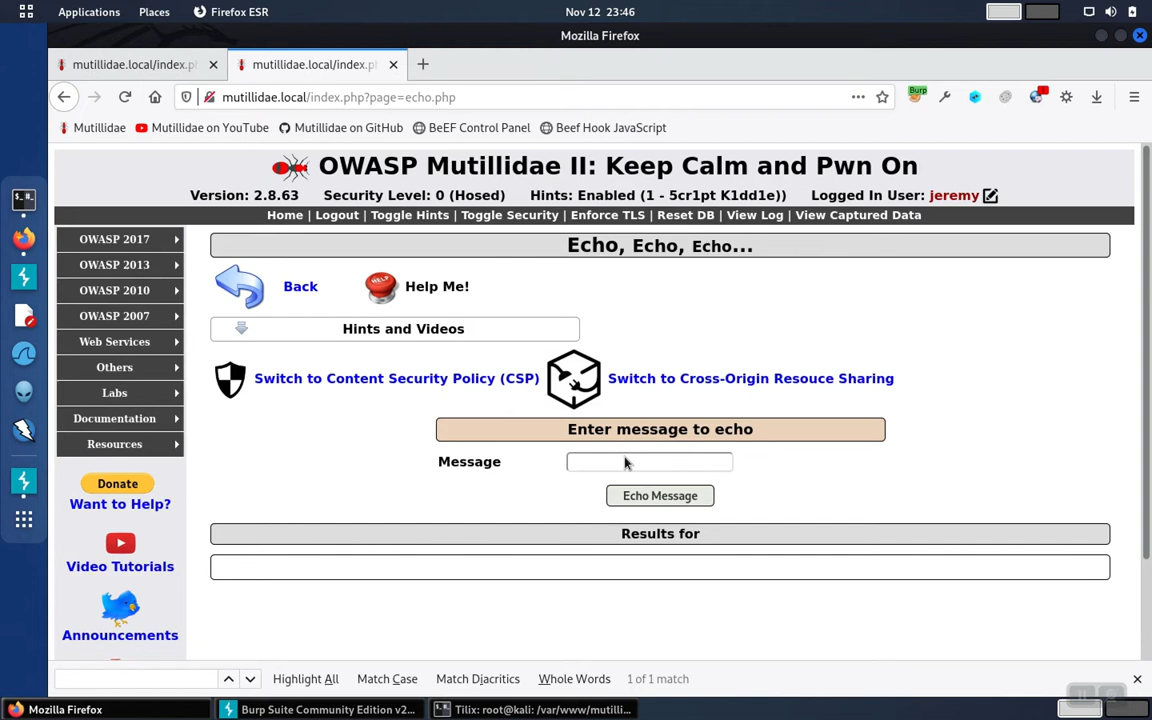 Applications Places Firefox ESR Nov 12 23:46
Mozilla Firefox
mutillidae.local/index.p mutillidae.local/index.ph
mutillidae.local/index.php?page=echo.php Burp 1
Mutillidae Mutillidae on YouTube Mutillidae on GitHub BeEF Control Panel Beef Hook JavaScript
OWASP Mutillidae II: Keep Calm and Pwn On
Version: 2.8.63 Security Level: 0 (Hosed) Hints: Enabled (1 - 5cr1pt K1dd1e)) Logged In User: jeremy
Home | Logout | Toggle Hints | Toggle Security | Enforce TLS | Reset DB | View Log | View Captured Data
OWASP 2017
OWASP 2013
OWASP 2010
OWASP 2007
Web Services
Others
Labs
Documentation
Resources
Donate
Want to Help?
Video Tutorials
Announcements
Echo, Echo, Echo...
Back HELP Help Me!
Hints and Videos
Switch to Content Security Policy (CSP) Switch to Cross-Origin Resouce Sharing
Enter message to echo
Message
Echo Message
Results for
Highlight All Match Case Match Diacritics Whole Words 1 of 1 match
Mozilla Firefox Burp Suite Community Edition v2... Tilix: root@kali: /var/www/mutilli...